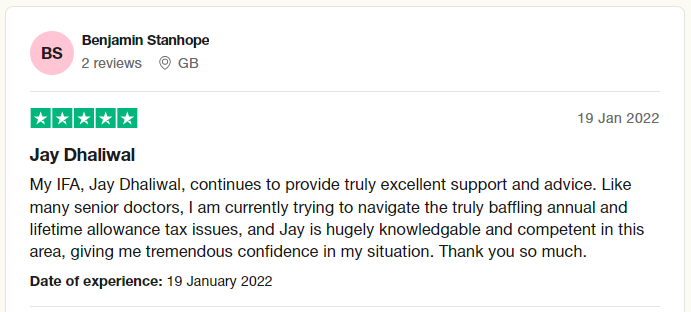 BS
Benjamin Stanhope
2 reviews GB
19 Jan 2022
Jay Dhaliwal
My IFA, Jay Dhaliwal, continues to provide truly excellent support and advice. Like
many senior doctors, I am currently trying to navigate the truly baffling annual and
lifetime allowance tax issues, and Jay is hugely knowledgable and competent in this
area, giving me tremendous confidence in my situation. Thank you so much.
Date of experience: 19 January 2022